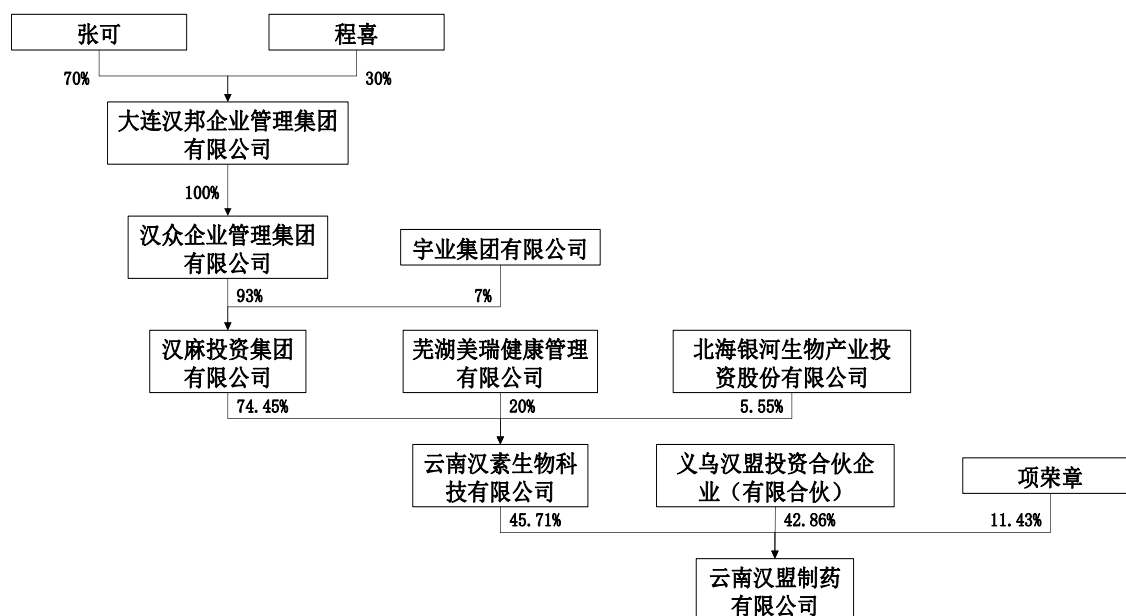 张可
程喜
70%
30%
大连汉邦企业管理集团
有限公司
100%
汉众企业管理集团
有限公司
宇业集团有限公司
93%
7%
汉麻投资集团
有限公司
芜湖美瑞健康管理
有限公司
北海银河生物产业投
资股份有限公司
74.45%
20%
5.55%
云南汉素生物科
技有限公司
义乌汉盟投资合伙企
业（有限合伙）
项荣章
45.71%
42.86%
11.43%
云南汉盟制药
有限公司